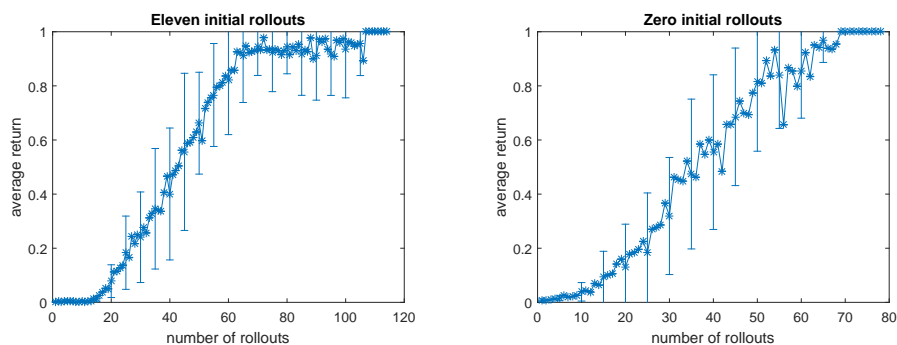 Eleven initial rollouts
1
0.8
0.6
0.4
0.2
0
average return
0 20 40 60 80 100 120
number of rollouts
Zero initial rollouts
1
0.8
0.6
0.4
0.2
0
average return
0 10 20 30 40 50 60 70 80
number of rollouts